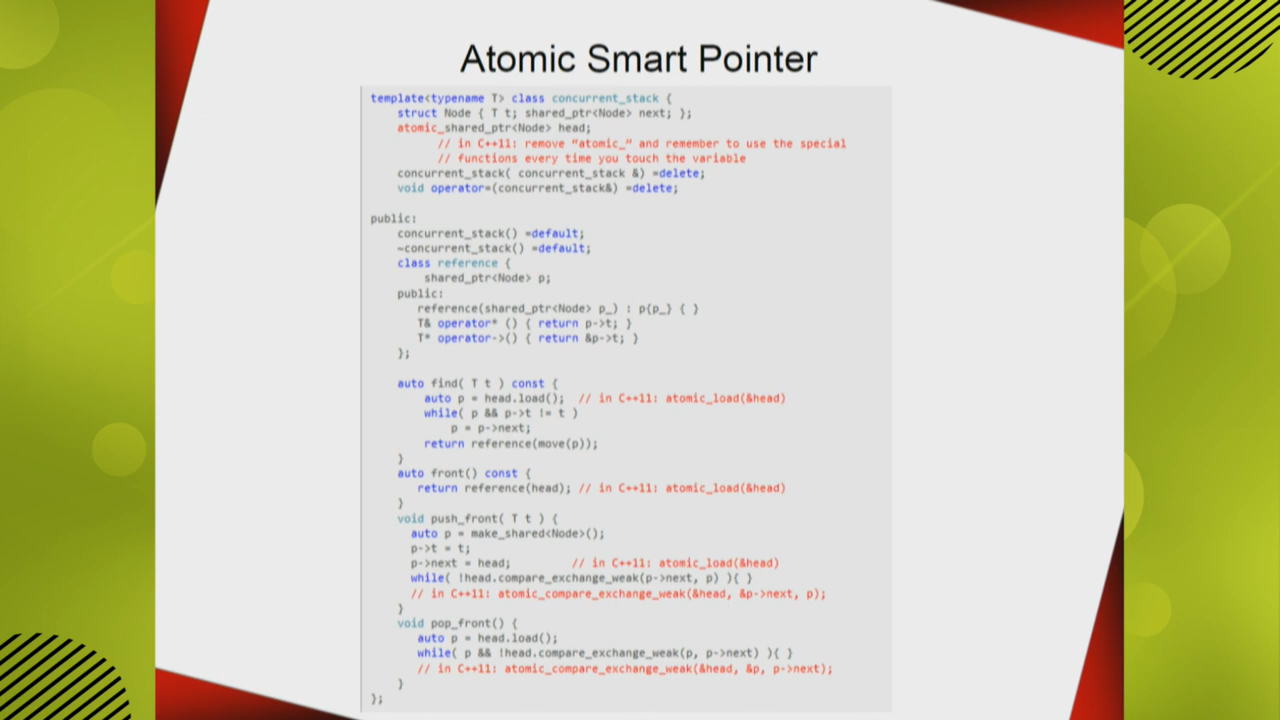 Atomic Smart Pointer
template<typename T> class concurrent_stack {
struct Node { T t; shared_ptr<Node> next; };
atomic_shared_ptr<Node> head;
// in C++11: remove “atomic_” and remember to use the special
// functions every time you touch the variable
concurrent_stack( concurrent_stack &) =delete;
void operator=(concurrent_stack&) =delete;
public:
concurrent_stack() =default;
~concurrent_stack() =default;
class reference {
shared_ptr<Node> p;
public:
reference(shared_ptr<Node> p_) : p{p_} { }
T& operator* () { return p->t; }
T* operator->() { return &p->t; }
};
auto find( T t ) const {
auto p = head.load(); // in C++11: atomic_load(&head)
while( p && p->t != t )
p = p->next;
return reference(move(p));
}
auto front() const {
return reference(head); // in C++11: atomic_load(&head)
}
void push_front( T t ) {
auto p = make_shared<Node>();
p->t = t;
p->next = head; // in C++11: atomic_load(&head)
while( !head.compare_exchange_weak(p->next, p) ){ }
// in C++11: atomic_compare_exchange_weak(&head, &p->next, p);
}
void pop_front() {
auto p = head.load();
while( p && !head.compare_exchange_weak(p, p->next) ){ }
// in C++11: atomic_compare_exchange_weak(&head, &p, p->next);
}
};